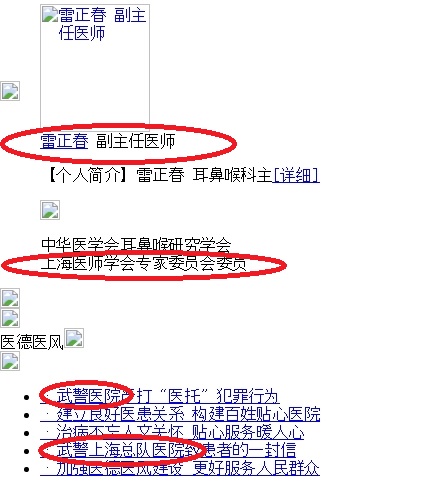 雷正春 副主
任医师
雷正春 副主任医师
【个人简介】雷正春 耳鼻喉科主[详细]
中华医学会耳鼻喉研究学会
上海医师学会专家委员会委员
医德医风
· 武警医院严打“医托”犯罪行为
· 建立良好医患关系 构建百姓贴心医院
· 治病不忘人文关怀 贴心服务暖人心
· 武警上海总队医院致患者的一封信
· 加强医德医风建设 更好服务人民群众